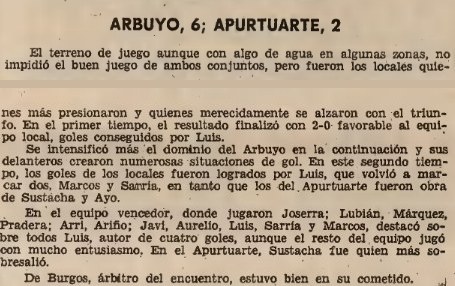 ARBUYO, 6; APURTUARTE, 2
El terreno de juego aunque con algo de agua en algunas zonas, no
impidió el buen juego de ambos conjuntos, pero fueron los locales quie-
nes más presionaron y quienes merecidamente se alzaron con el triun-
fo. En el primer tiempo, el resultado finalizó con 2-0 favorable al equi-
po local, goles conseguidos por Luis.
Se intensificó más el dominio del Arbuyo en la continuación y sus
delanteros crearon numerosas situaciones de gol. En este segundo tiem-
po, los goles de los locales fueron logrados por Luis, que volvió a mar-
car dos, Marcos y Sarria, en tanto que los del Apurtuarte fueron obra
de Sustacha y Ayo.
En el equipo vencedor, donde jugaron Joserra; Lubián, Márquez,
Pradera; Arri, Ariño; Javi, Aurelio, Luis, Sarria y Marcos, destacó so-
bre todos Luis, autor de cuatro goles, aunque el resto del equipo jugó
con mucho entusiasmo. En el Apurtuarte, Sustacha fue quien más so-
bresalió.
De Burgos, árbitro del encuentro, estuvo bien en su cometido.